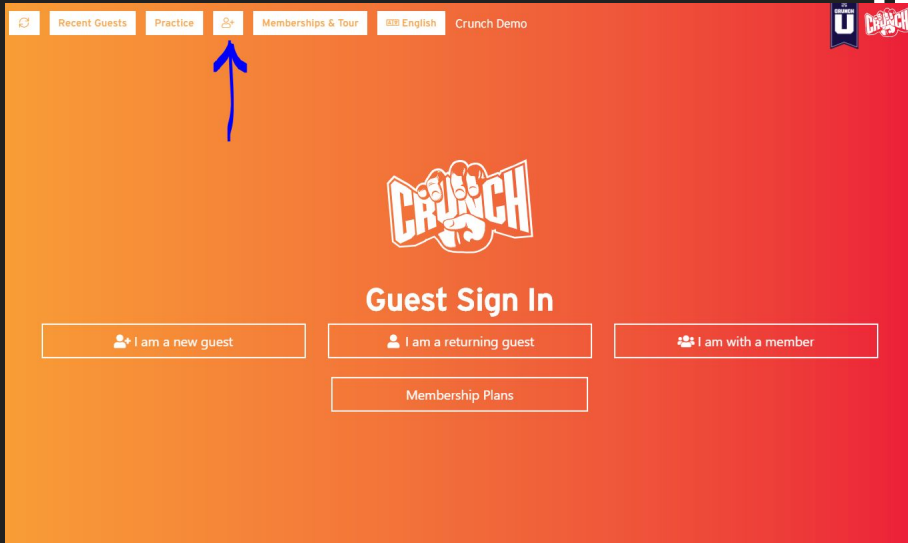 Recent Guests
Practice
Memberships & Tour
English
Crunch Demo
CRUNCH
U
CRUNCH
CRUNCH
Guest Sign In
I am a new guest
I am a returning guest
I am with a member
Membership Plans